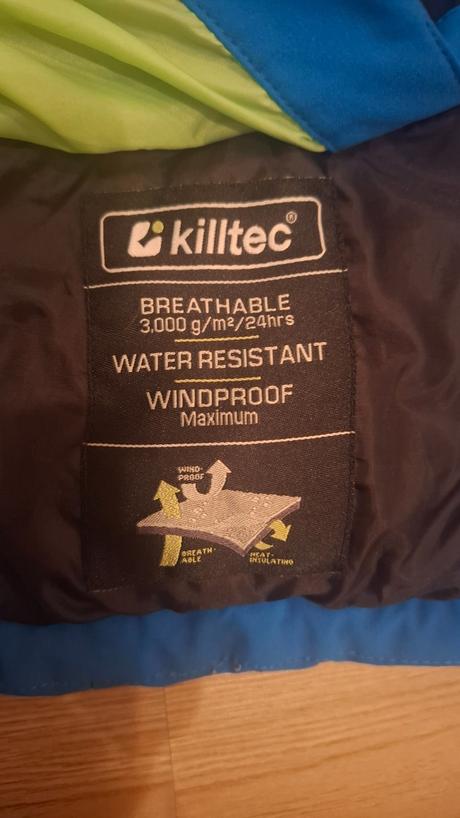 killtec®
BREATHABLE
3.000 g/m²/24hrs
WATER RESISTANT
WINDPROOF
Maximum
WIND-
PROOF
BREATH-
ABLE
HEAT-
INSULATING